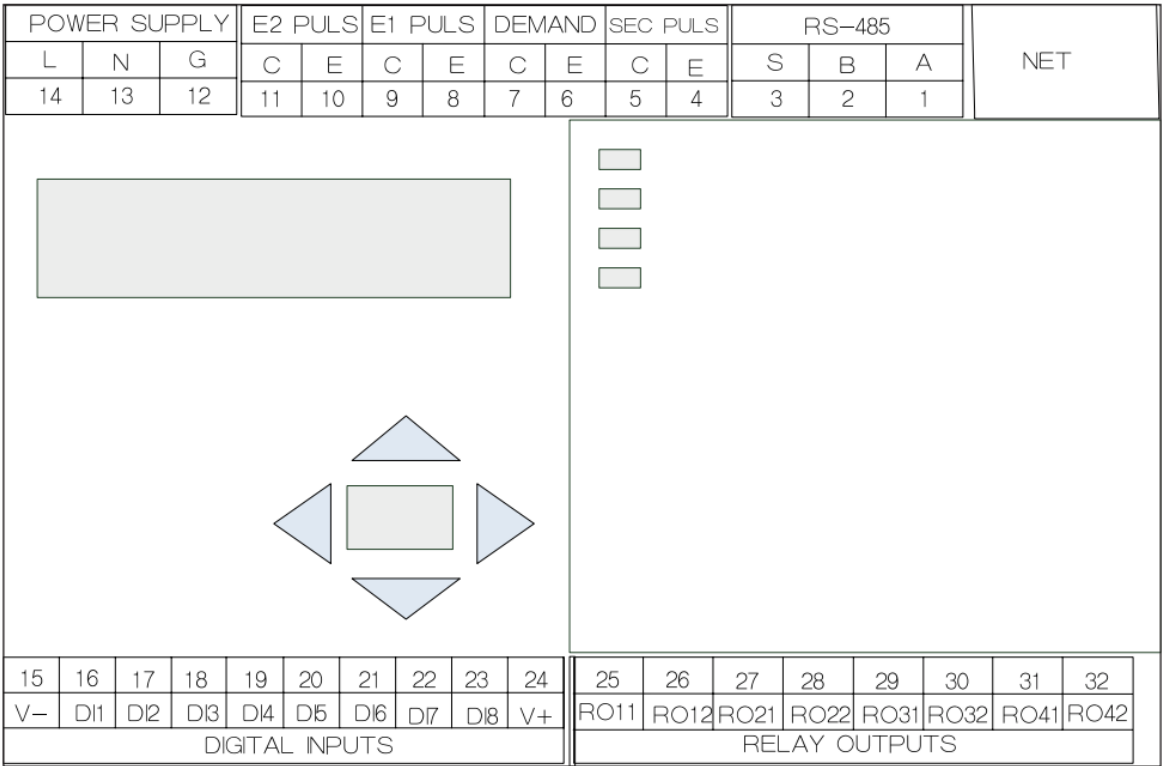 POWER SUPPLY E2 PULS E1 PULS DEMAND SEC PULS RS-485 NET
L N G C E C E C E C E S B A
14 13 12 11 10 9 8 7 6 5 4 3 2 1
15 16 17 18 19 20 21 22 23 24 25 26 27 28 29 30 31 32
V- DI1 DI2 DI3 DI4 DI5 DI6 DI7 DI8 V+ RO11 RO12 RO21 RO22 RO31 RO32 RO41 RO42
DIGITAL INPUTS RELAY OUTPUTS